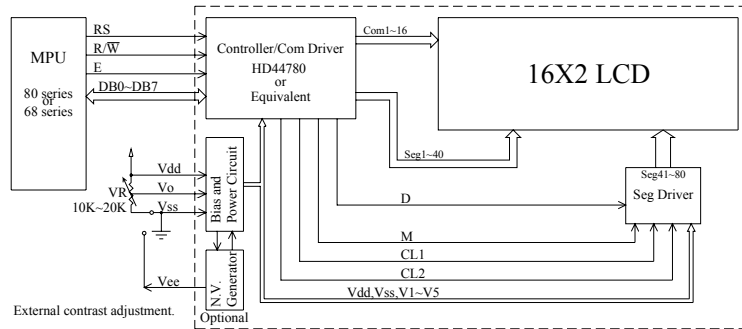 MPU
80 series
or
68 series
RS
R/W̅
E
DB0~DB7
Controller/Com Driver
HD44780
or
Equivalent
Com1~16
16X2 LCD
Seg1~40
Seg41~80
Seg Driver
D
M
CL1
CL2
Vdd,Vss,V1~V5
Vdd
Vo
Vss
VR
10K~20K
Bias and
Power Circuit
Vee
N.V.
Generator
Optional
External contrast adjustment.